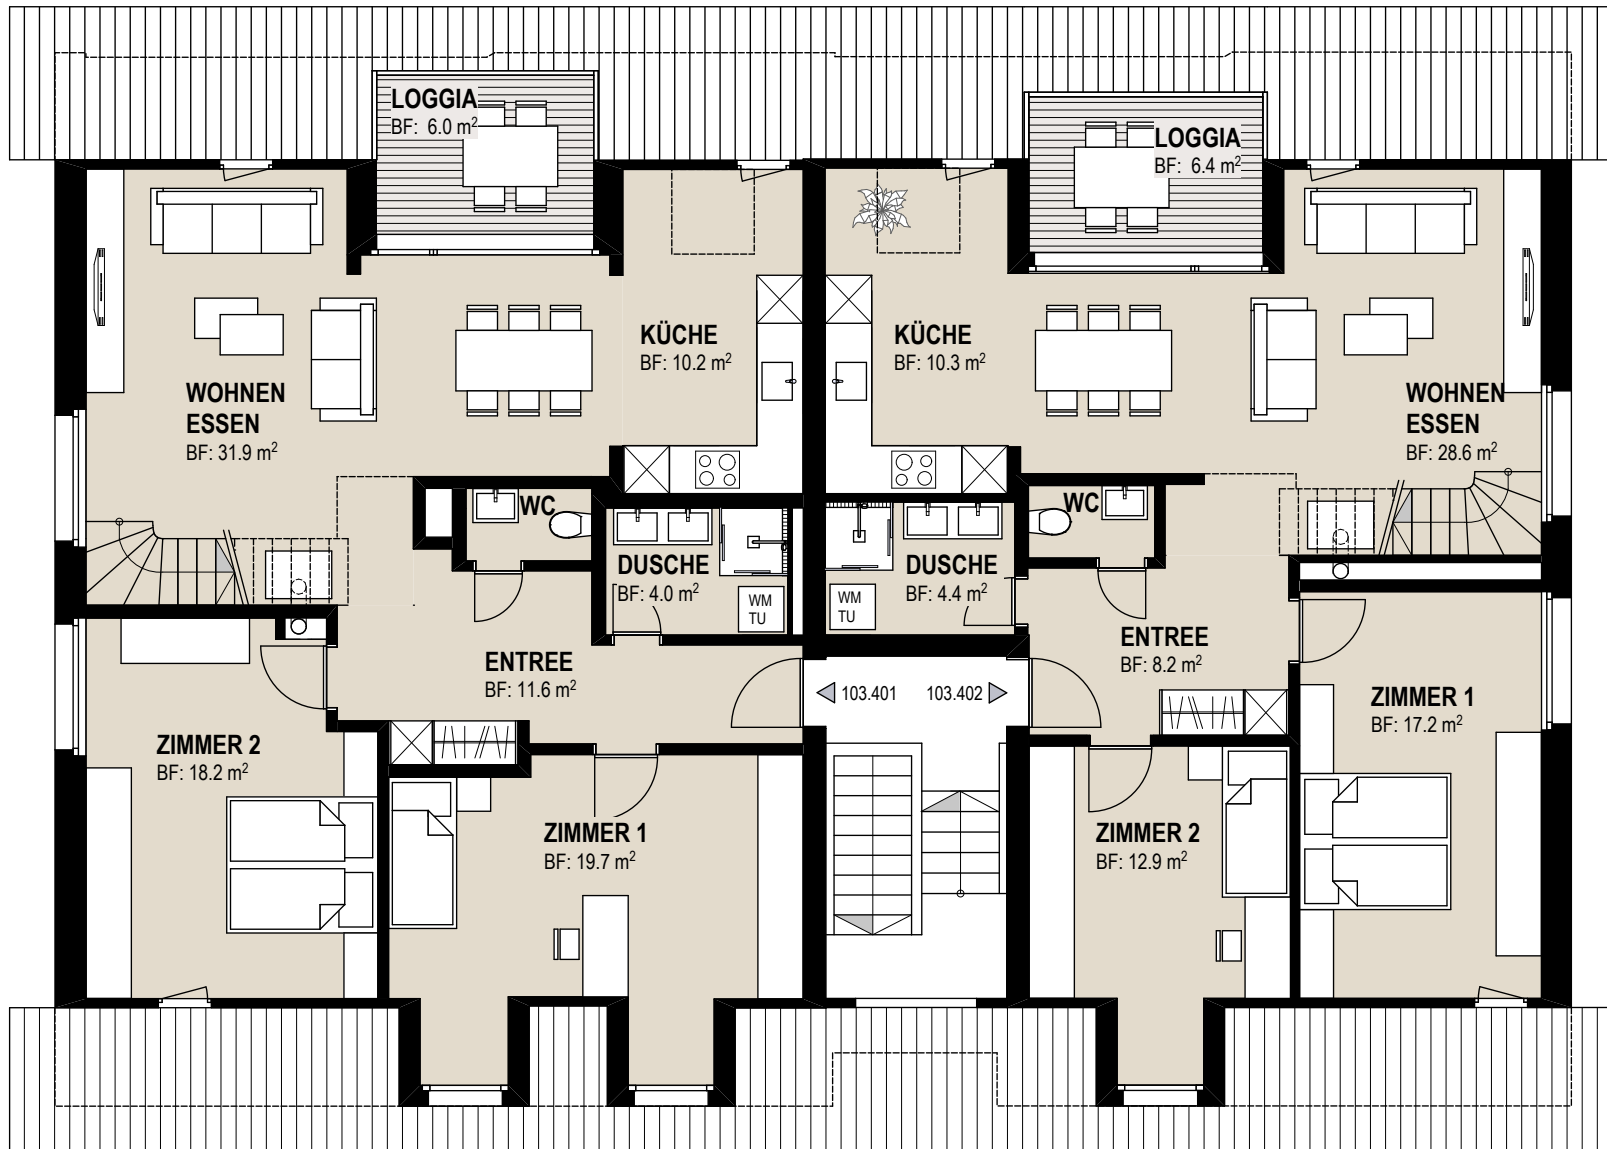 LOGGIA
BF: 6.0 m²
LOGGIA
BF: 6.4 m²
KÜCHE
BF: 10.2 m²
KÜCHE
BF: 10.3 m²
WOHNEN
ESSEN
BF: 31.9 m²
WOHNEN
ESSEN
BF: 28.6 m²
WC
WC
DUSCHE
BF: 4.0 m²
DUSCHE
BF: 4.4 m²
WM
TU
WM
TU
ENTREE
BF: 11.6 m²
ENTREE
BF: 8.2 m²
103.401
103.402
ZIMMER 2
BF: 18.2 m²
ZIMMER 1
BF: 17.2 m²
ZIMMER 1
BF: 19.7 m²
ZIMMER 2
BF: 12.9 m²